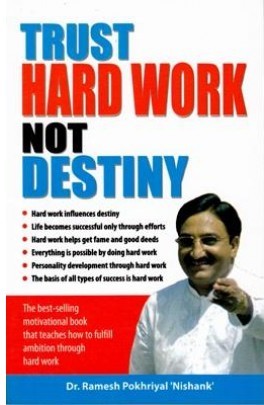 TRUST
HARD WORK
NOT
DESTINY
• Hard work influences destiny
• Life becomes successful only through efforts
• Hard work helps get fame and good deeds
• Everything is possible by doing hard work
• Personality development through hard work
• The basis of all types of success is hard work
The best-selling
motivational book
that teaches how to fulfill
ambition through
hard work
Dr. Ramesh Pokhriyal 'Nishank'